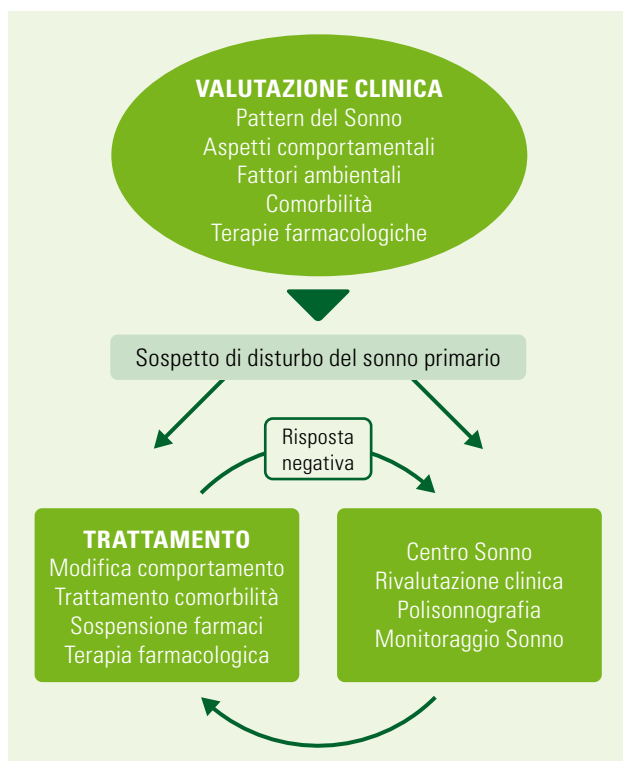 VALUTAZIONE CLINICA
Pattern del Sonno
Aspetti comportamentali
Fattori ambientali
Comorbilità
Terapie farmacologiche
Sospetto di disturbo del sonno primario
Risposta
negativa
TRATTAMENTO
Modifica comportamento
Trattamento comorbilità
Sospensione farmaci
Terapia farmacologica
Centro Sonno
Rivalutazione clinica
Polisonnografia
Monitoraggio Sonno